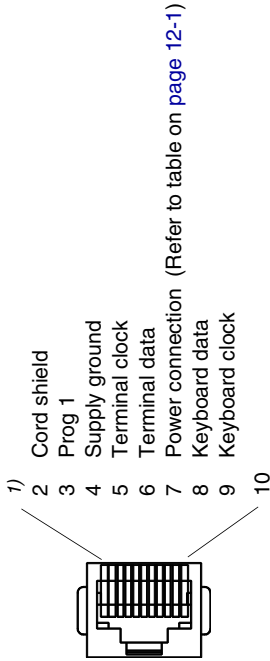 1)
2 Cord shield
3 Prog 1
4 Supply ground
5 Terminal clock
6 Terminal data
7 Power connection (Refer to table on page 12-1)
8 Keyboard data
9 Keyboard clock
10